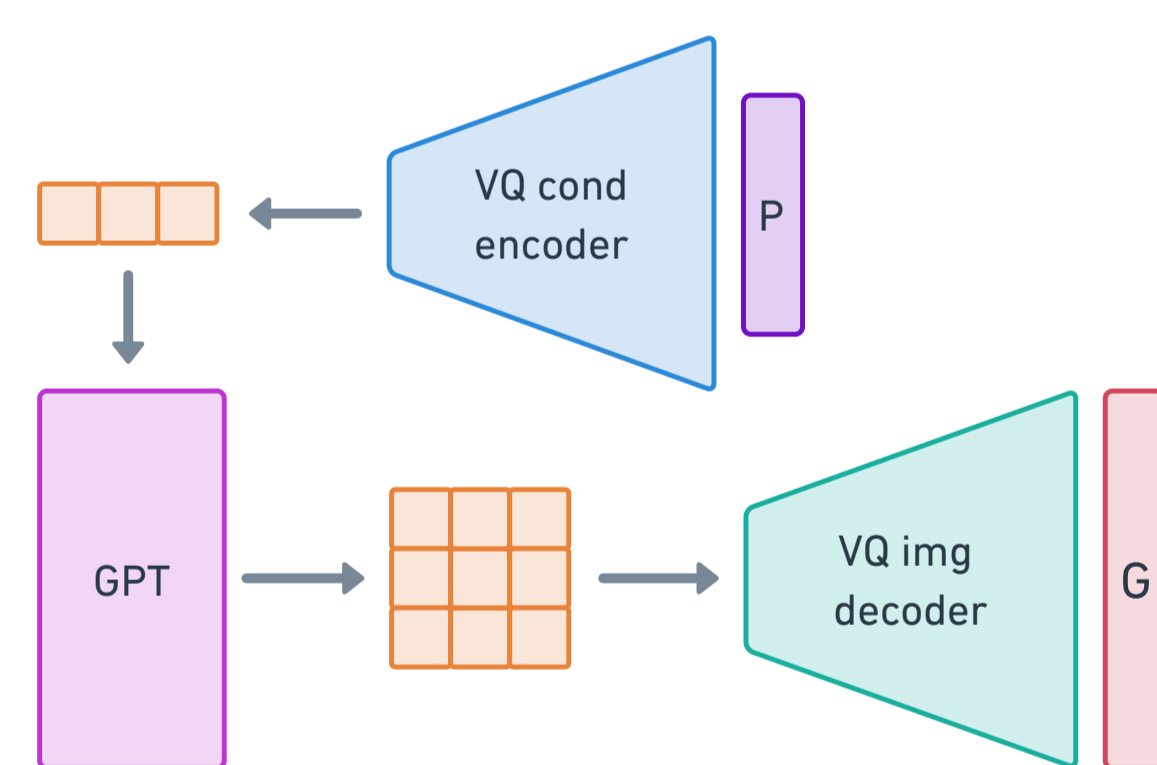 VQ cond
encoder
P
GPT
VQ img
decoder
G